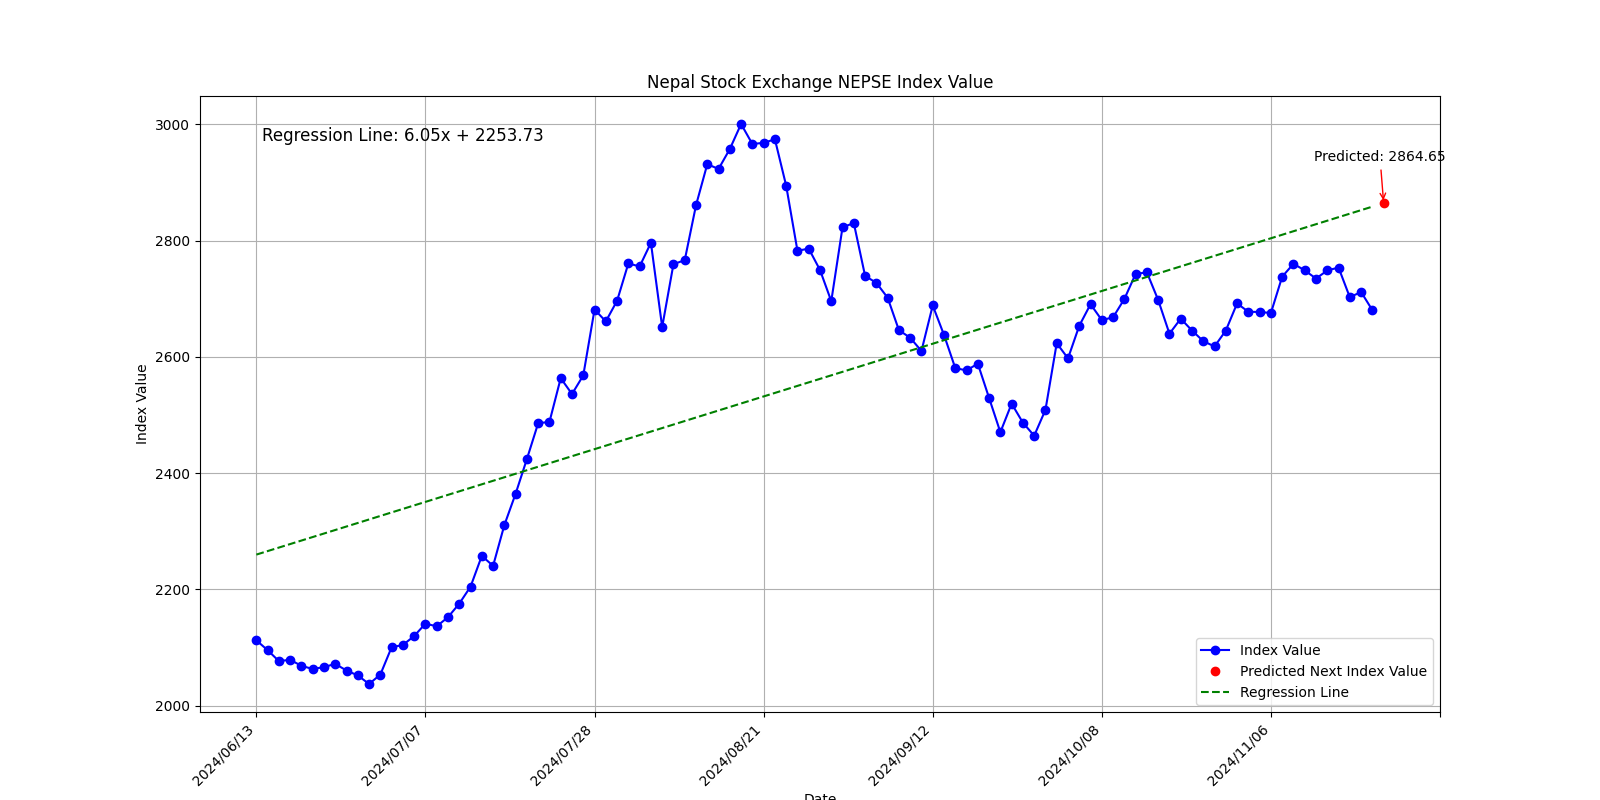 Nepal Stock Exchange NEPSE Index Value
3000
Regression Line: 6.05x + 2253.73
Predicted: 2864.65
2800
2600
Index Value
2400
2200
2000
Index Value
Predicted Next Index Value
Regression Line
2024/06/13
2024/07/07
2024/07/28
2024/08/21
2024/09/12
2024/10/08
2024/11/06
Date